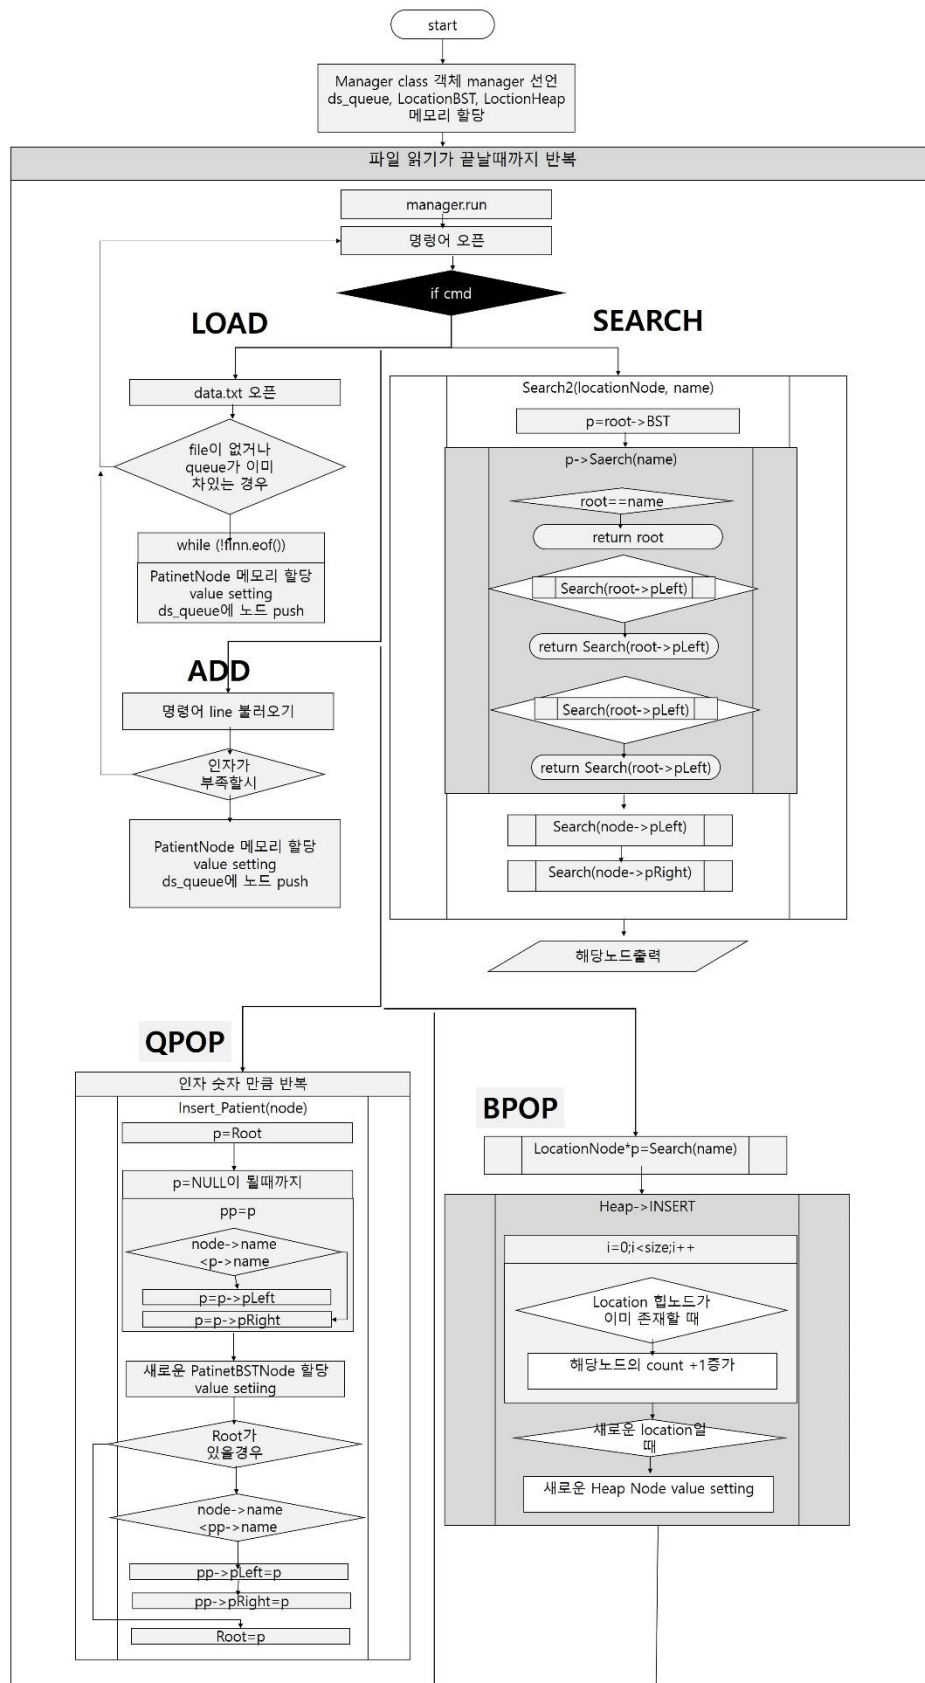 start
Manager class 객체 manager 선언
ds_queue, LocationBST, LoctionHeap
메모리 할당
파일 읽기가 끝날때까지 반복
manager.run
명령어 오픈
if cmd
LOAD
data.txt 오픈
file이 없거나
queue가 이미
차있는 경우
while (!finn.eof())
PatinetNode 메모리 할당
value setting
ds_queue에 노드 push
ADD
명령어 line 불러오기
인자가
부족할시
PatientNode 메모리 할당
value setting
ds_queue에 노드 push
SEARCH
Search2(locationNode, name)
p=root->BST
p->Saerch(name)
root==name
return root
Search(root->pLeft)
return Search(root->pLeft)
Search(root->pLeft)
return Search(root->pLeft)
Search(node->pLeft)
Search(node->pRight)
해당노드출력
QPOP
인자 숫자 만큼 반복
Insert_Patient(node)
p=Root
p=NULL이 될때까지
pp=p
node->name
<p->name
p=p->pLeft
p=p->pRight
새로운 PatinetBSTNode 할당
value setiing
Root가
있을경우
node->name
<pp->name
pp->pLeft=p
pp->pRight=p
Root=p
BPOP
LocationNode*p=Search(name)
Heap->INSERT
i=0;i<size;i++
Location 힙노드가
이미 존재할 때
해당노드의 count +1증가
새로운 location일
때
새로운 Heap Node value setting